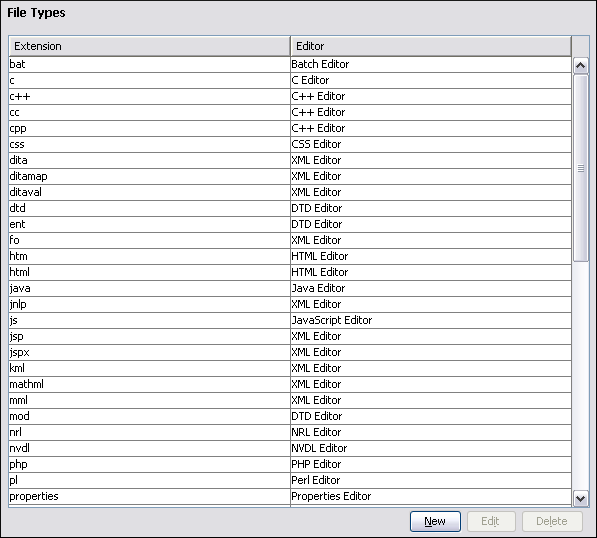 File Types
Extension Editor
bat Batch Editor
c C Editor
c++ C++ Editor
cc C++ Editor
cpp C++ Editor
css CSS Editor
dita XML Editor
ditamap XML Editor
ditaval XML Editor
dtd DTD Editor
ent DTD Editor
fo XML Editor
htm HTML Editor
html HTML Editor
java Java Editor
jnlp XML Editor
js JavaScript Editor
jsp XML Editor
jspx XML Editor
kml XML Editor
mathml XML Editor
mml XML Editor
mod DTD Editor
nrl NRL Editor
nvdl NVDL Editor
php PHP Editor
pl Perl Editor
properties Properties Editor
New Edit Delete